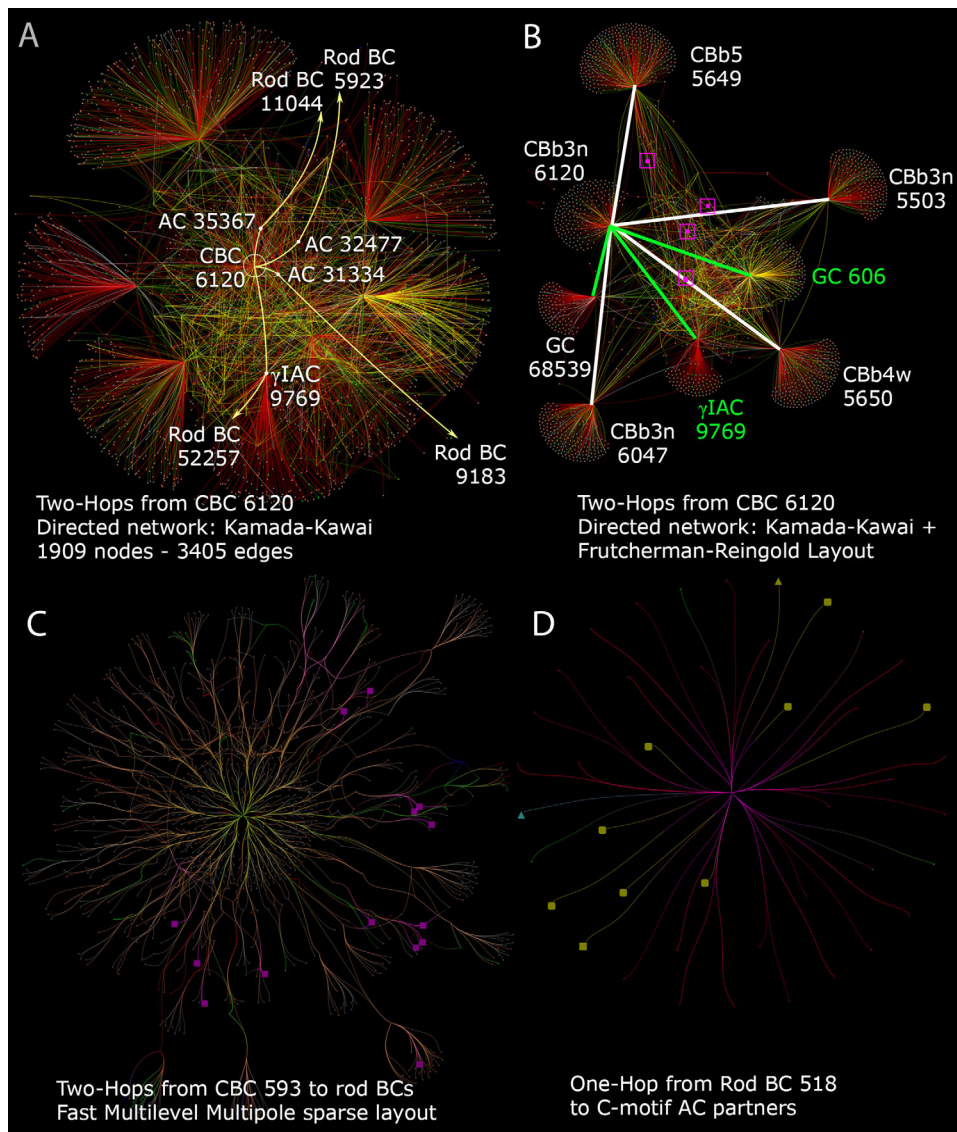 A
Rod BC
5923
Rod BC
11044
AC 35367
AC 32477
CBC
6120
AC 31334
γIAC
9769
Rod BC
52257
Rod BC
9183
Two-Hops from CBC 6120
Directed network: Kamada-Kawai
1909 nodes - 3405 edges
B
CBb5
5649
CBb3n
6120
CBb3n
5503
GC 606
GC
68539
CBb4w
5650
γIAC
9769
CBb3n
6047
Two-Hops from CBC 6120
Directed network: Kamada-Kawai +
Frutcherman-Reingold Layout
C
Two-Hops from CBC 593 to rod BCs
Fast Multilevel Multipole sparse layout
D
One-Hop from Rod BC 518
to C-motif AC partners